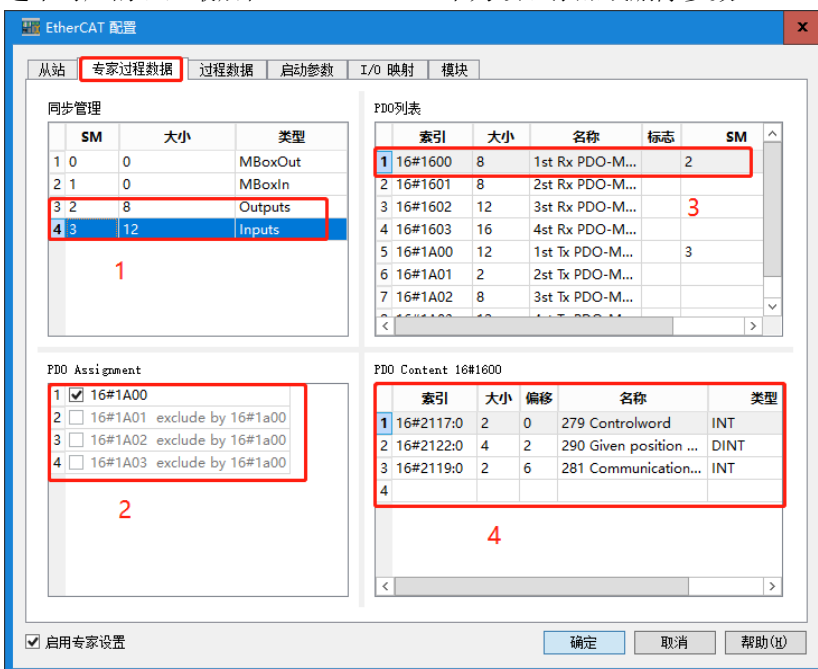 EtherCAT 配置
x
从站 专家过程数据 过程数据 启动参数 I/O 映射 模块
同步管理
SM 大小 类型
1 0 0 MBoxOut
2 1 0 MBoxIn
3 2 8 Outputs
4 3 12 Inputs
1
PDO列表
索引 大小 名称 标志 SM
1 16#1600 8 1st Rx PDO-M... 2
2 16#1601 8 2st Rx PDO-M...
3 16#1602 12 3st Rx PDO-M...
4 16#1603 16 4st Rx PDO-M...
5 16#1A00 12 1st Tx PDO-M... 3
6 16#1A01 2 2st Tx PDO-M...
7 16#1A02 8 3st Tx PDO-M...
3
PDO Assignment
1 16#1A00
2 16#1A01 exclude by 16#1a00
3 16#1A02 exclude by 16#1a00
4 16#1A03 exclude by 16#1a00
2
PDO Content 16#1600
索引 大小 偏移 名称 类型
1 16#2117:0 2 0 279 Controlword INT
2 16#2122:0 4 2 290 Given position ... DINT
3 16#2119:0 2 6 281 Communication... INT
4
4
启用专家设置
确定 取消 帮助(H)